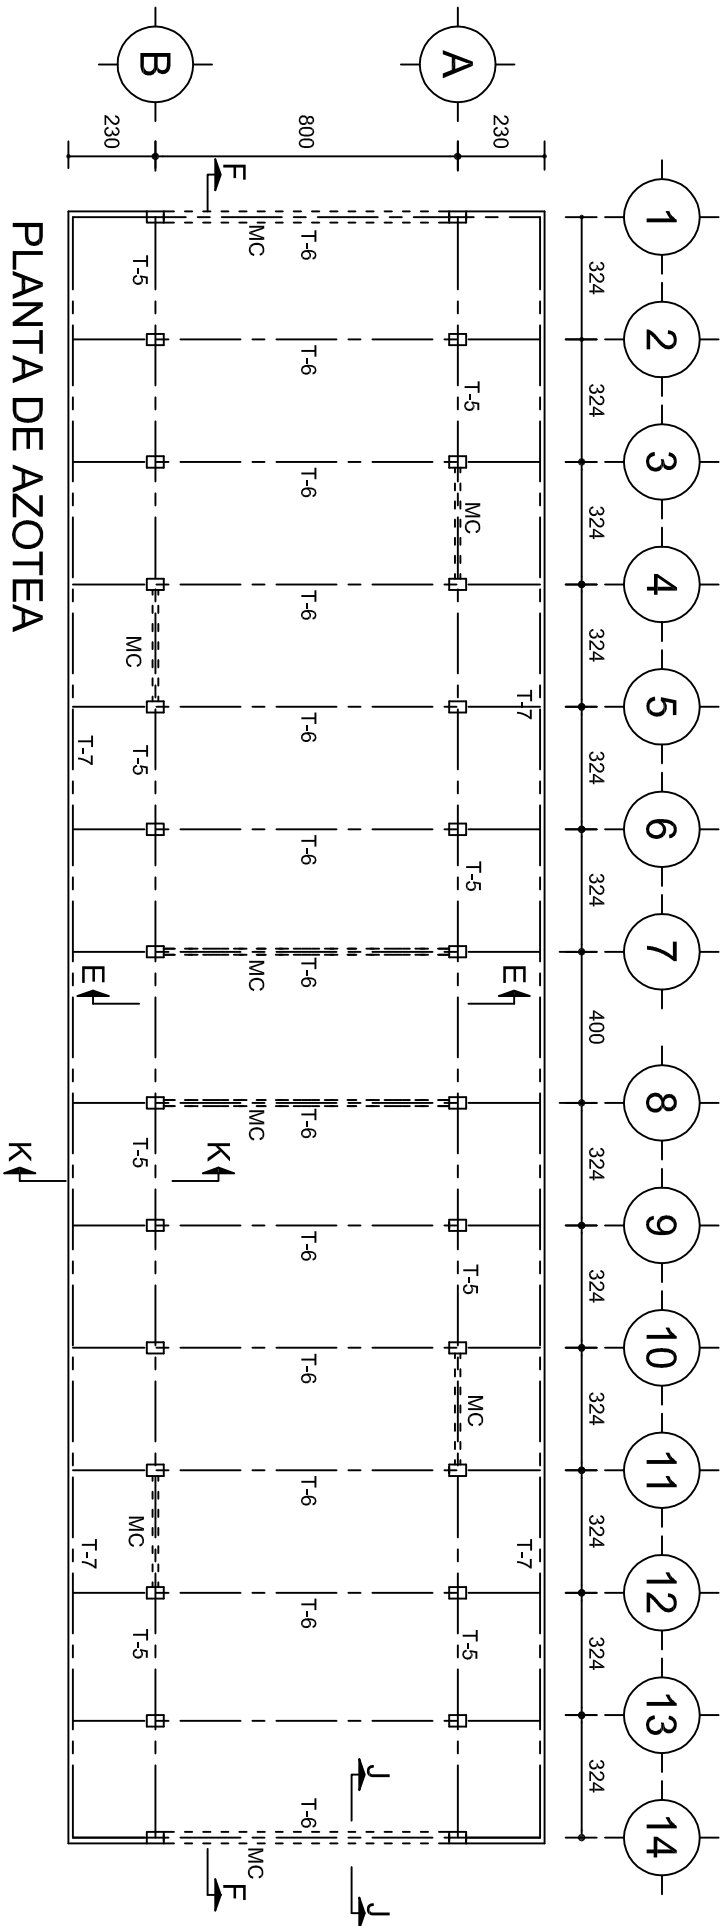 1 2 3 4 5 6 7 8 9 10 11 12 13 14
324 324 324 324 324 324 400 324 324 324 324 324 324
T-7 T-7
230 E
T-5 MC T-5 T-5 MC T-5
A
J J
800 T-6 T-6 T-6 T-6 T-6 T-6 T-6 T-6 T-6 T-6 T-6 T-6 T-6
MC MC MC MC
F F
K
B
T-5 MC T-5 T-5 MC T-5
230 E
T-7 T-7
K
PLANTA DE AZOTEA